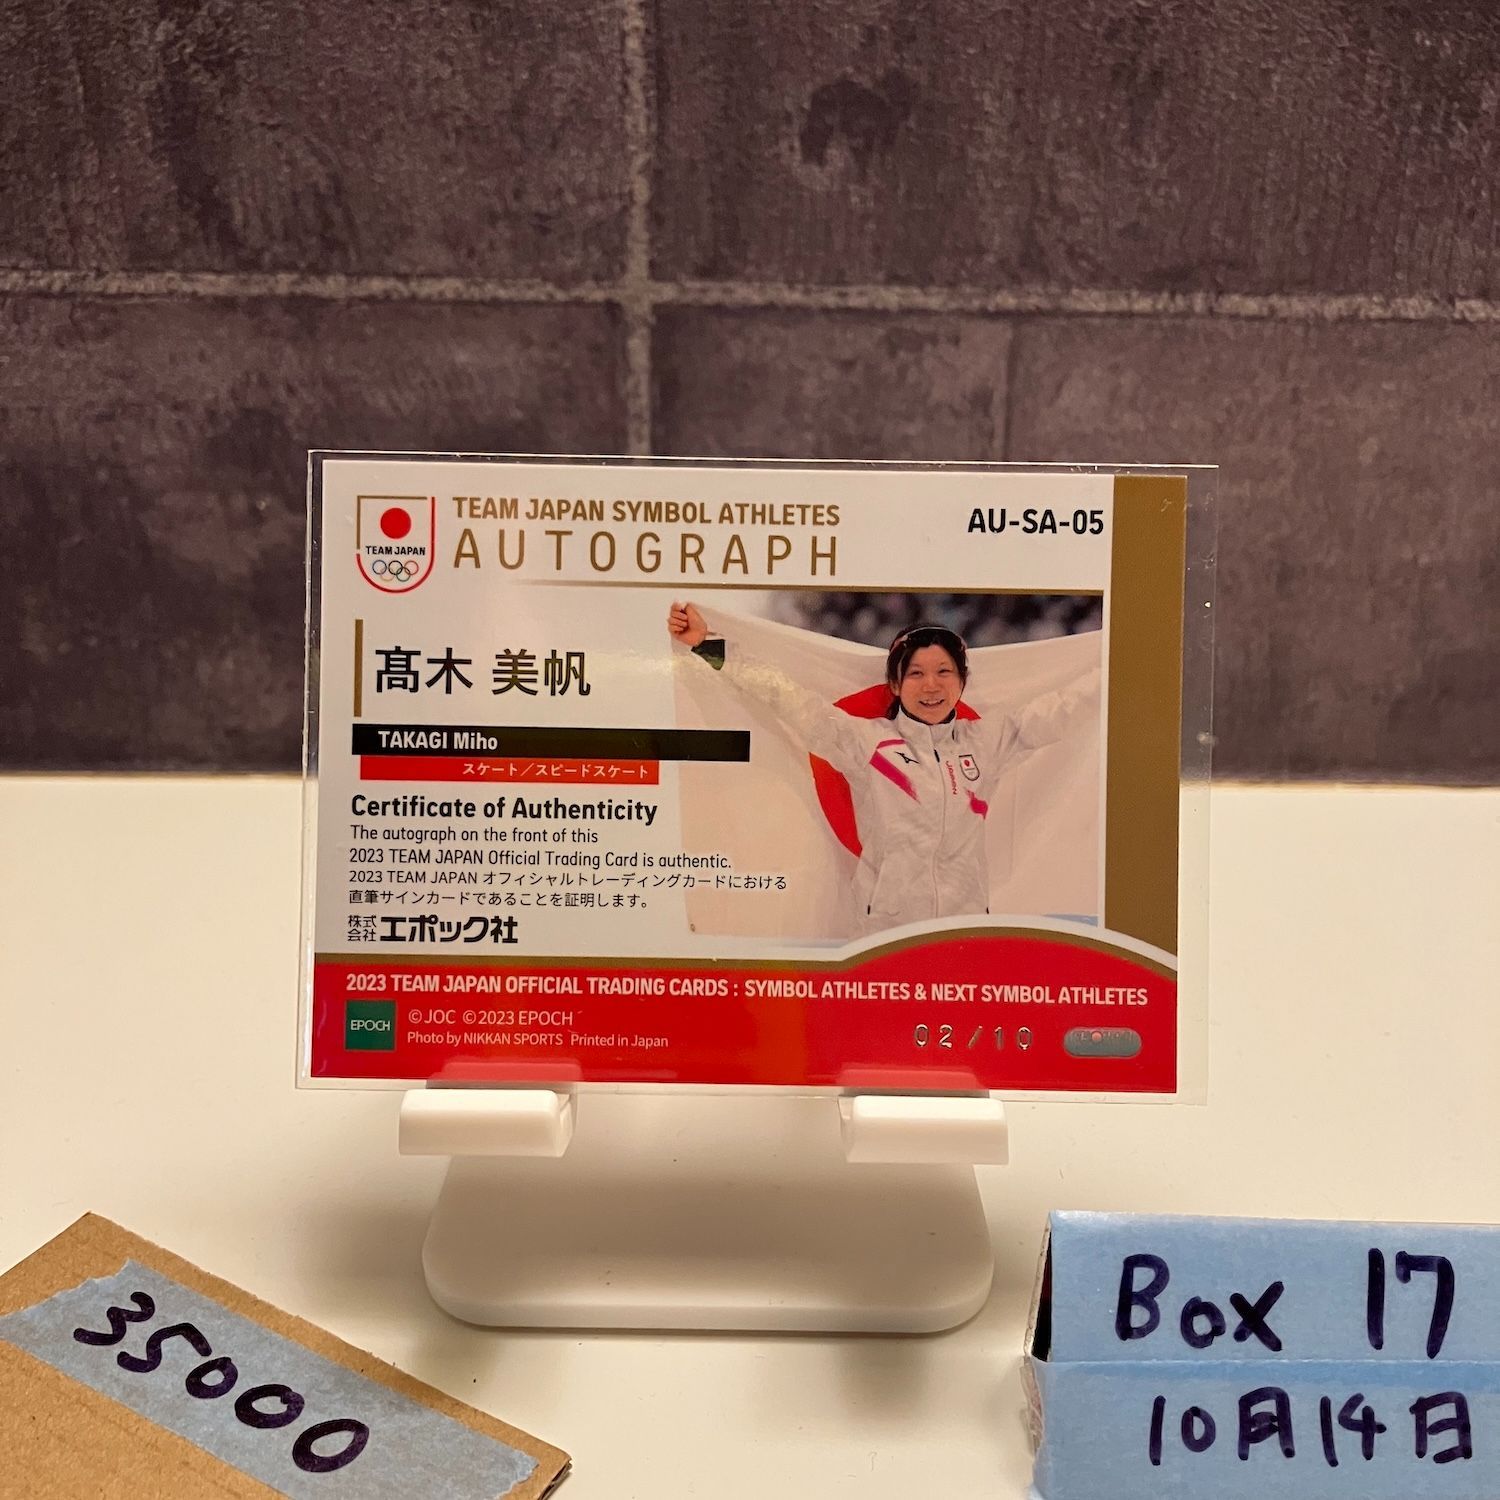 TEAM JAPAN
TEAM JAPAN SYMBOL ATHLETES
AUTOGRAPH
AU-SA-05
髙木 美帆
TAKAGI Miho
スケート／スピードスケート
JAPAN
Certificate of Authenticity
The autograph on the front of this
2023 TEAM JAPAN Official Trading Card is authentic.
2023 TEAM JAPAN オフィシャルトレーディングカードにおける
直筆サインカードであることを証明します。
株式会社エポック社
2023 TEAM JAPAN OFFICIAL TRADING CARDS : SYMBOL ATHLETES & NEXT SYMBOL ATHLETES
EPOCH
©JOC ©2023 EPOCH
Photo by NIKKAN SPORTS Printed in Japan
02/10
35000
Box 17
10月14日